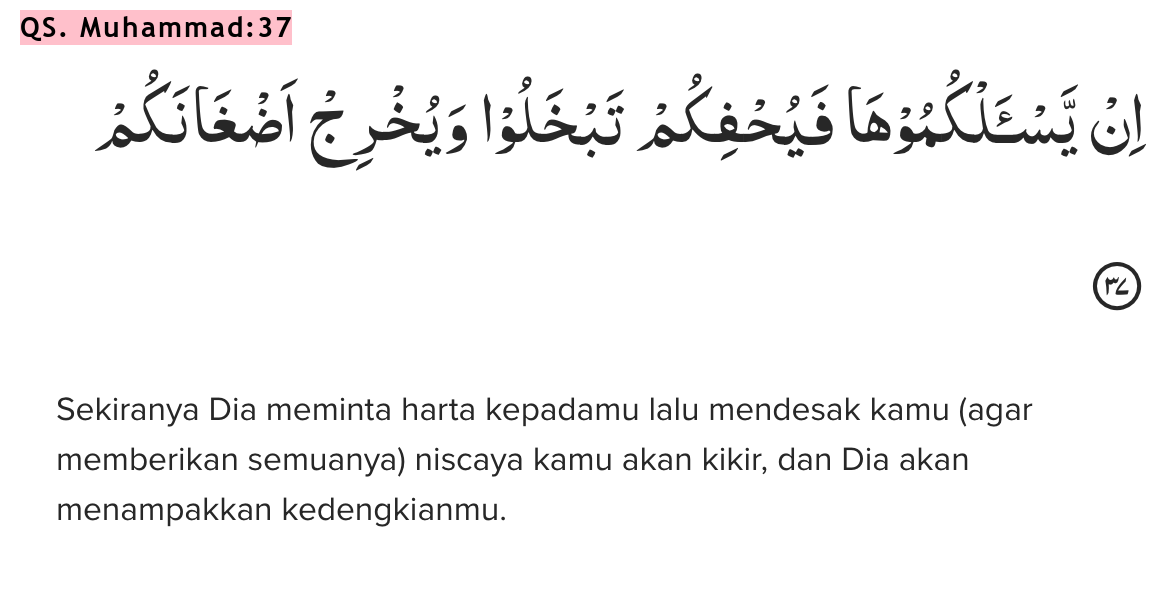 QS. Muhammad:37
اِنْ يَّسْـَٔلْكُمُوْهَا فَيُحْفِكُمْ تَبْخَلُوْا وَيُخْرِجْ اَضْغَانَكُمْ
٣٧
Sekiranya Dia meminta harta kepadamu lalu mendesak kamu (agar
memberikan semuanya) niscaya kamu akan kikir, dan Dia akan
menampakkan kedengkianmu.